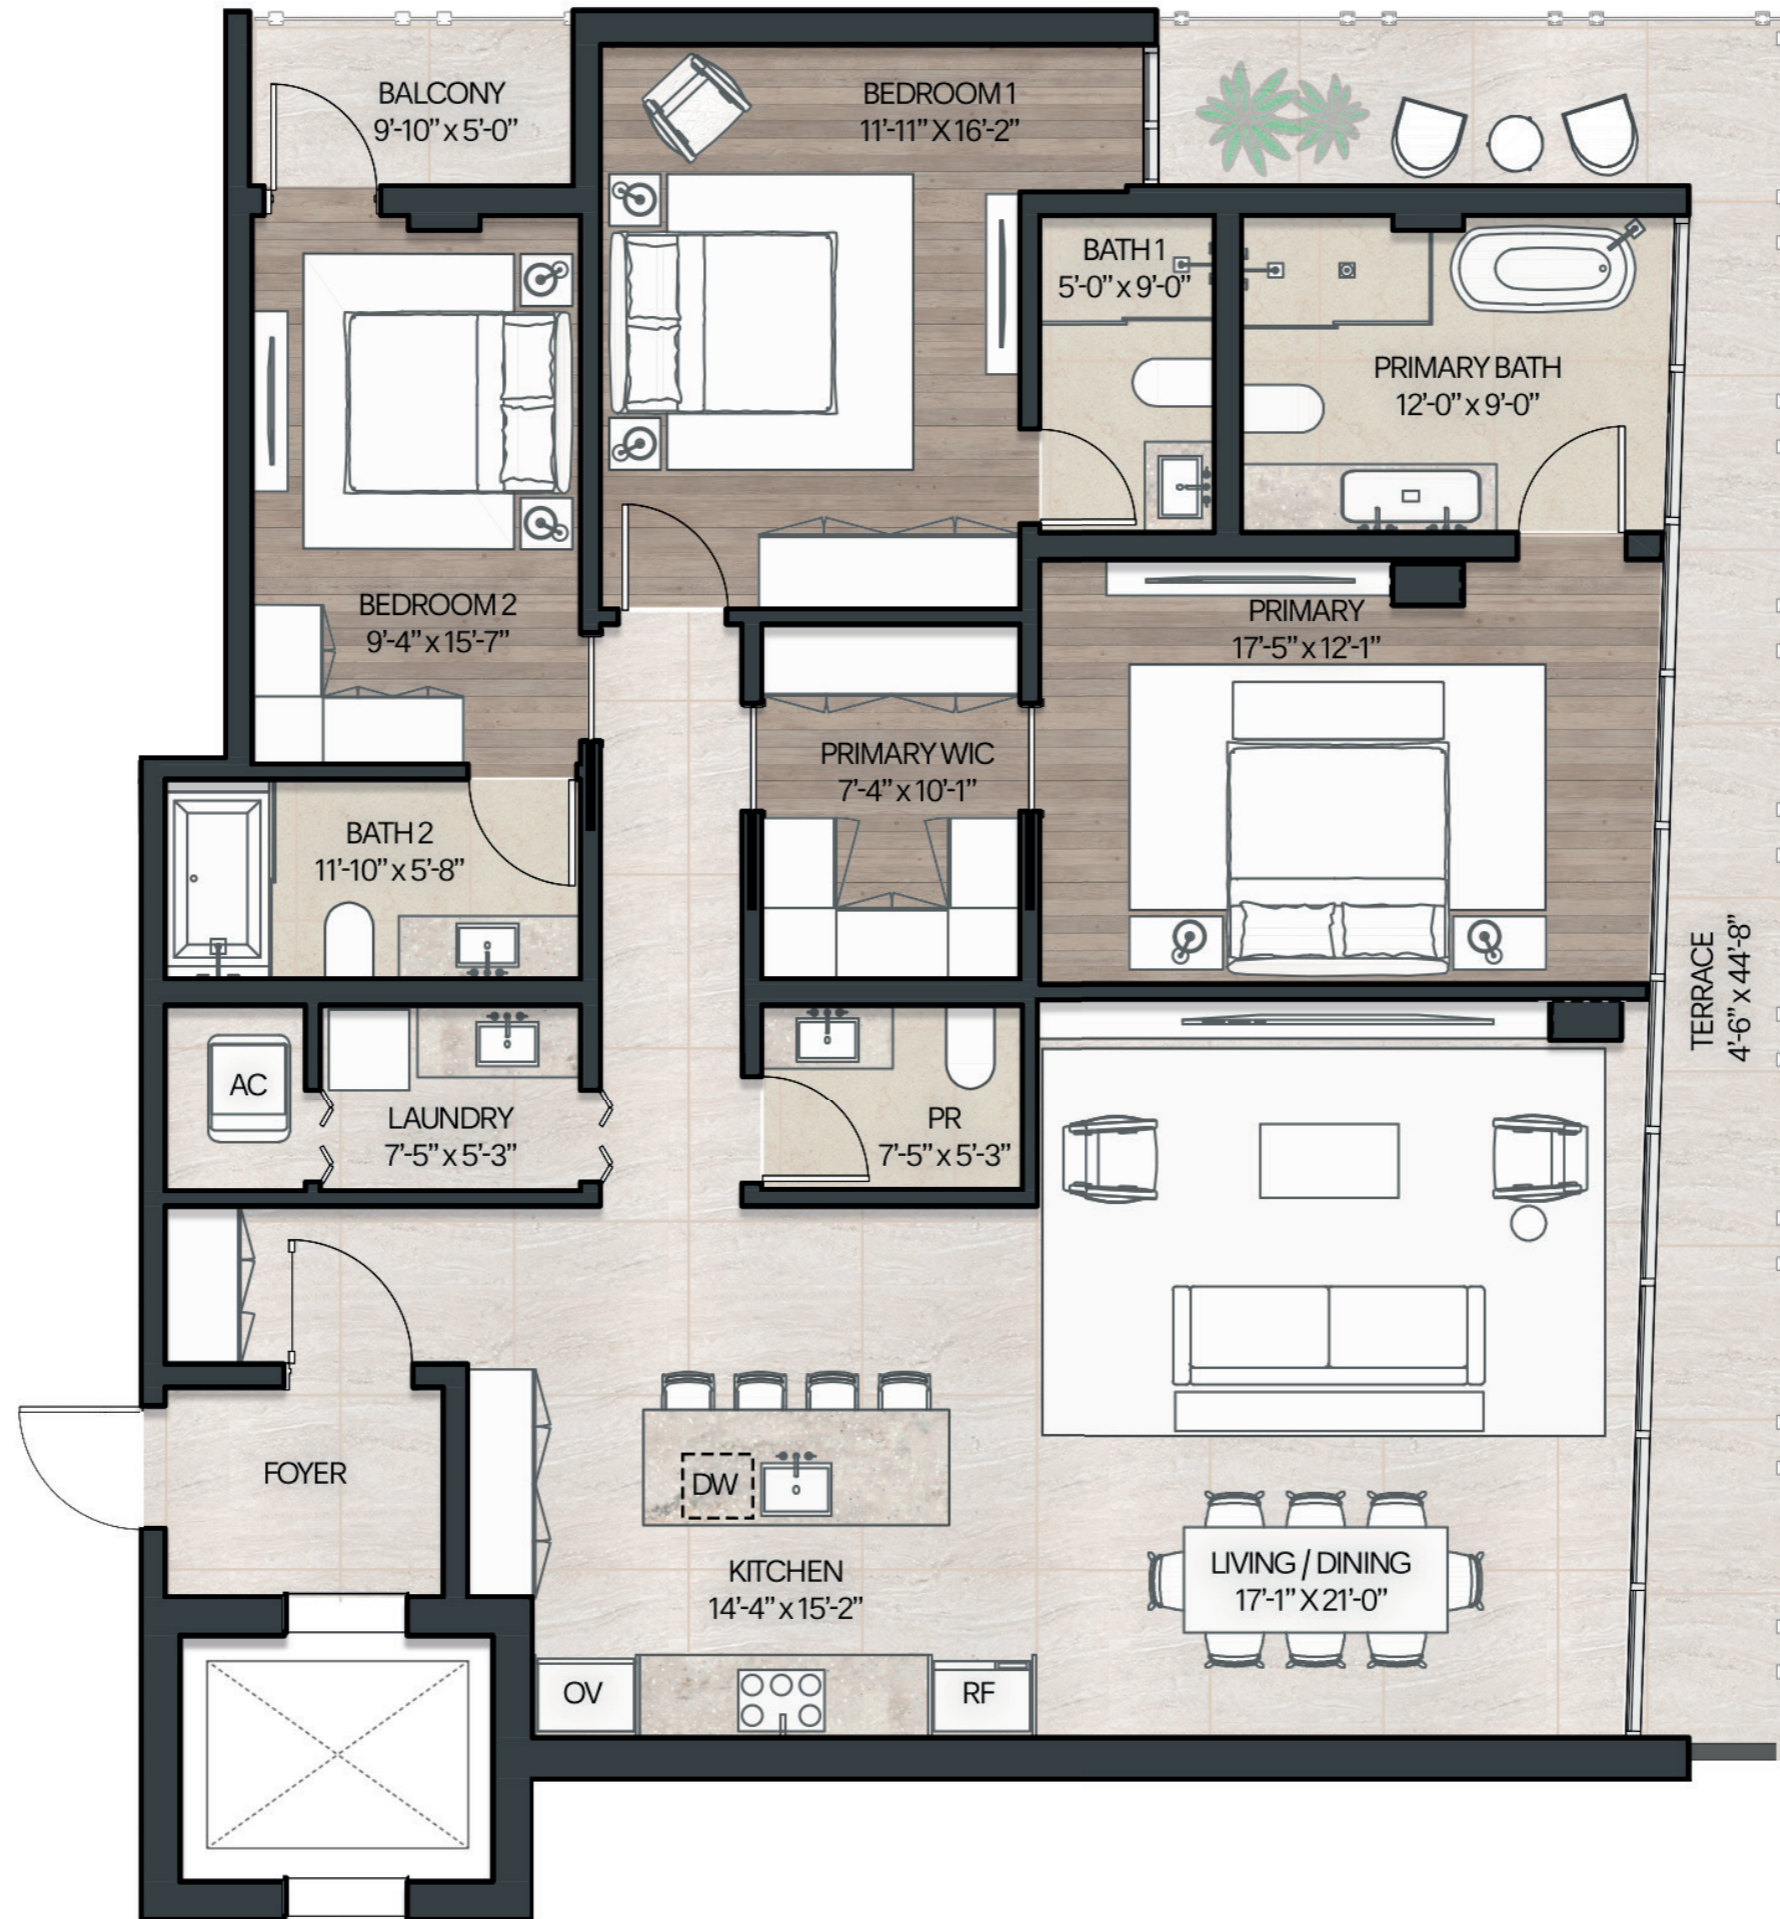 BALCONY
9'-10” x 5'-0”
BEDROOM 1
11'-11” X 16'-2”
BATH 1
5'-0” x 9'-0”
PRIMARY BATH
12'-0” x 9'-0”
BEDROOM 2
9'-4” x 15'-7”
PRIMARY
17'-5” x 12'-1”
PRIMARY WIC
7'-4” x 10'-1”
BATH 2
11'-10” x 5'-8”
TERRACE
4'-6” x 44'-8”
AC
LAUNDRY
7'-5” x 5'-3”
PR
7'-5” x 5'-3”
FOYER
DW
KITCHEN
14'-4” x 15'-2”
LIVING / DINING
17'-1” X 21'-0”
OV
RF